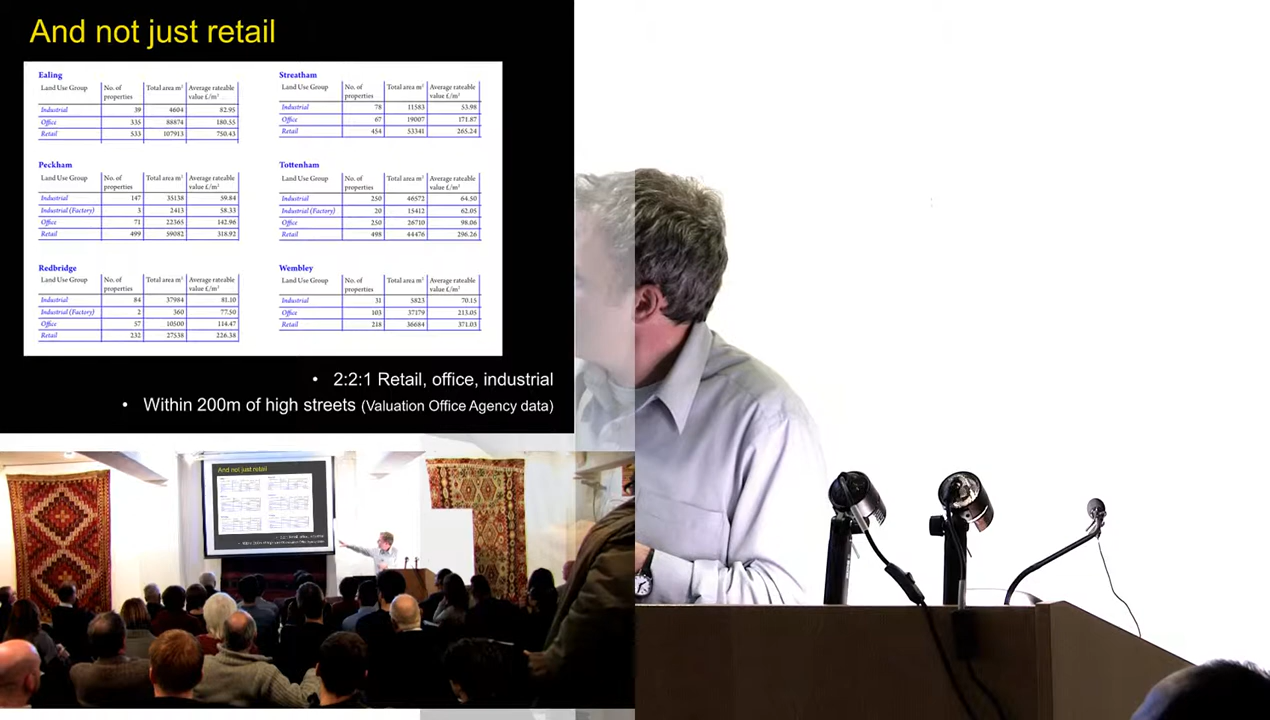 And not just retail
Ealing
Land Use Group No. of properties Total area m² Average rateable value £/m²
Industrial 39 4604 82.95
Office 335 88874 180.55
Retail 533 107913 750.43
Streatham
Land Use Group No. of properties Total area m² Average rateable value £/m²
Industrial 78 11583 53.98
Office 67 19007 171.87
Retail 454 53341 265.24
Peckham
Land Use Group No. of properties Total area m² Average rateable value £/m²
Industrial 147 35138 59.84
Industrial (Factory) 3 2413 58.33
Office 71 22365 142.96
Retail 499 59082 318.92
Tottenham
Land Use Group No. of properties Total area m² Average rateable value £/m²
Industrial 250 46572 64.50
Industrial (Factory) 20 15412 62.05
Office 250 26710 98.06
Retail 498 44476 296.26
Redbridge
Land Use Group No. of properties Total area m² Average rateable value £/m²
Industrial 84 37984 81.10
Industrial (Factory) 2 360 77.50
Office 57 10500 114.47
Retail 232 27538 226.38
Wembley
Land Use Group No. of properties Total area m² Average rateable value £/m²
Industrial 31 5823 70.15
Office 103 37179 213.05
Retail 218 36684 371.03
• 2:2:1 Retail, office, industrial
• Within 200m of high streets (Valuation Office Agency data)
And not just retail